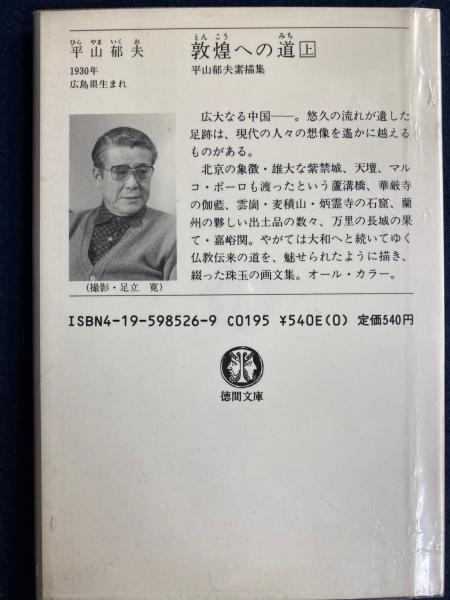 ひら やま いく お
平山郁夫
1930年
広島県生まれ
(撮影・足立 寛)
とん こう みち
敦煌への道 上
平山郁夫素描集
広大なる中国――。悠久の流れが遺した
足跡は、現代の人々の想像を遙かに越える
ものがある。
北京の象徴・雄大な紫禁城、天壇、マル
コ・ポーロも渡ったという蘆溝橋、華厳寺
の伽藍、雲崗・麦積山・炳霊寺の石窟、蘭
州の夥しい出土品の数々、万里の長城の果
て・嘉峪関。やがては大和へと続いてゆく
仏教伝来の道を、魅せられたように描き、
綴った珠玉の画文集。オール・カラー。
ISBN4-19-598526-9 C0195 ¥540E(0) 定価540円
徳間文庫